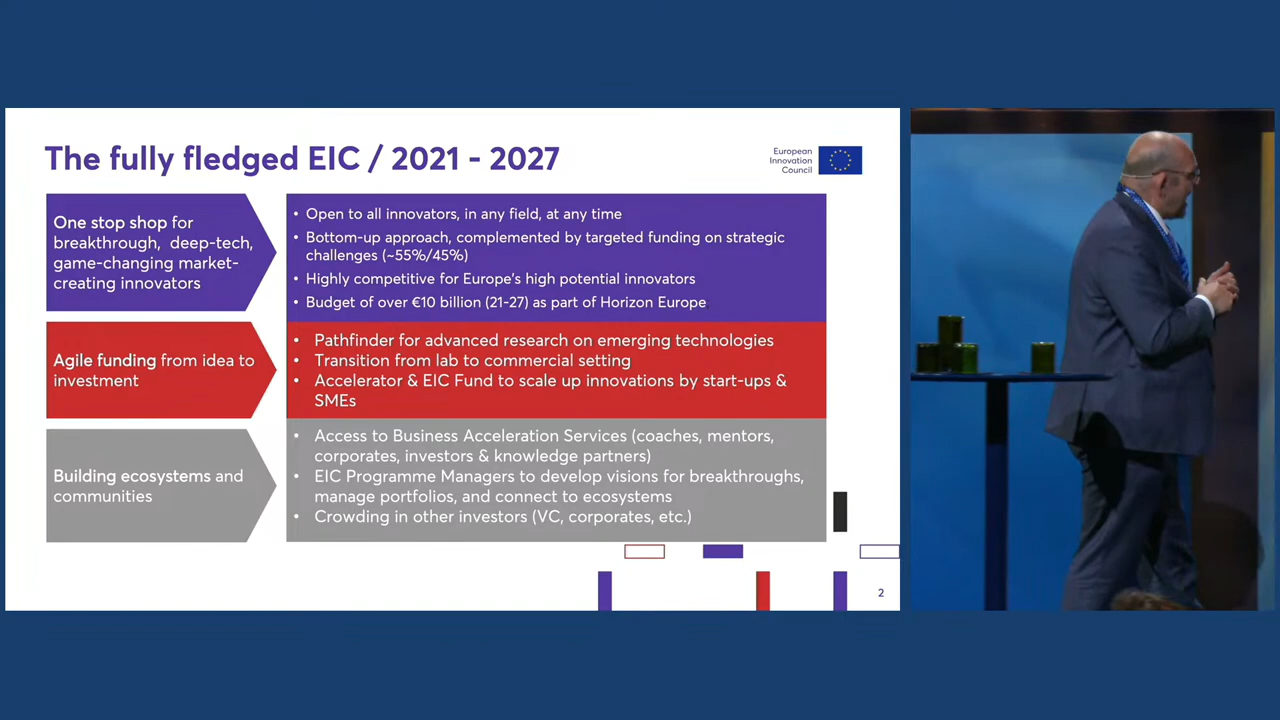 The fully fledged EIC / 2021 - 2027
European
Innovation
Council
One stop shop for
breakthrough, deep-tech,
game-changing market-
creating innovators
• Open to all innovators, in any field, at any time
• Bottom-up approach, complemented by targeted funding on strategic
challenges (~55%/45%)
• Highly competitive for Europe's high potential innovators
• Budget of over €10 billion (21-27) as part of Horizon Europe
Agile funding from idea to
investment
• Pathfinder for advanced research on emerging technologies
• Transition from lab to commercial setting
• Accelerator & EIC Fund to scale up innovations by start-ups &
SMEs
Building ecosystems and
communities
• Access to Business Acceleration Services (coaches, mentors,
corporates, investors & knowledge partners)
• EIC Programme Managers to develop visions for breakthroughs,
manage portfolios, and connect to ecosystems
• Crowding in other investors (VC, corporates, etc.)
2